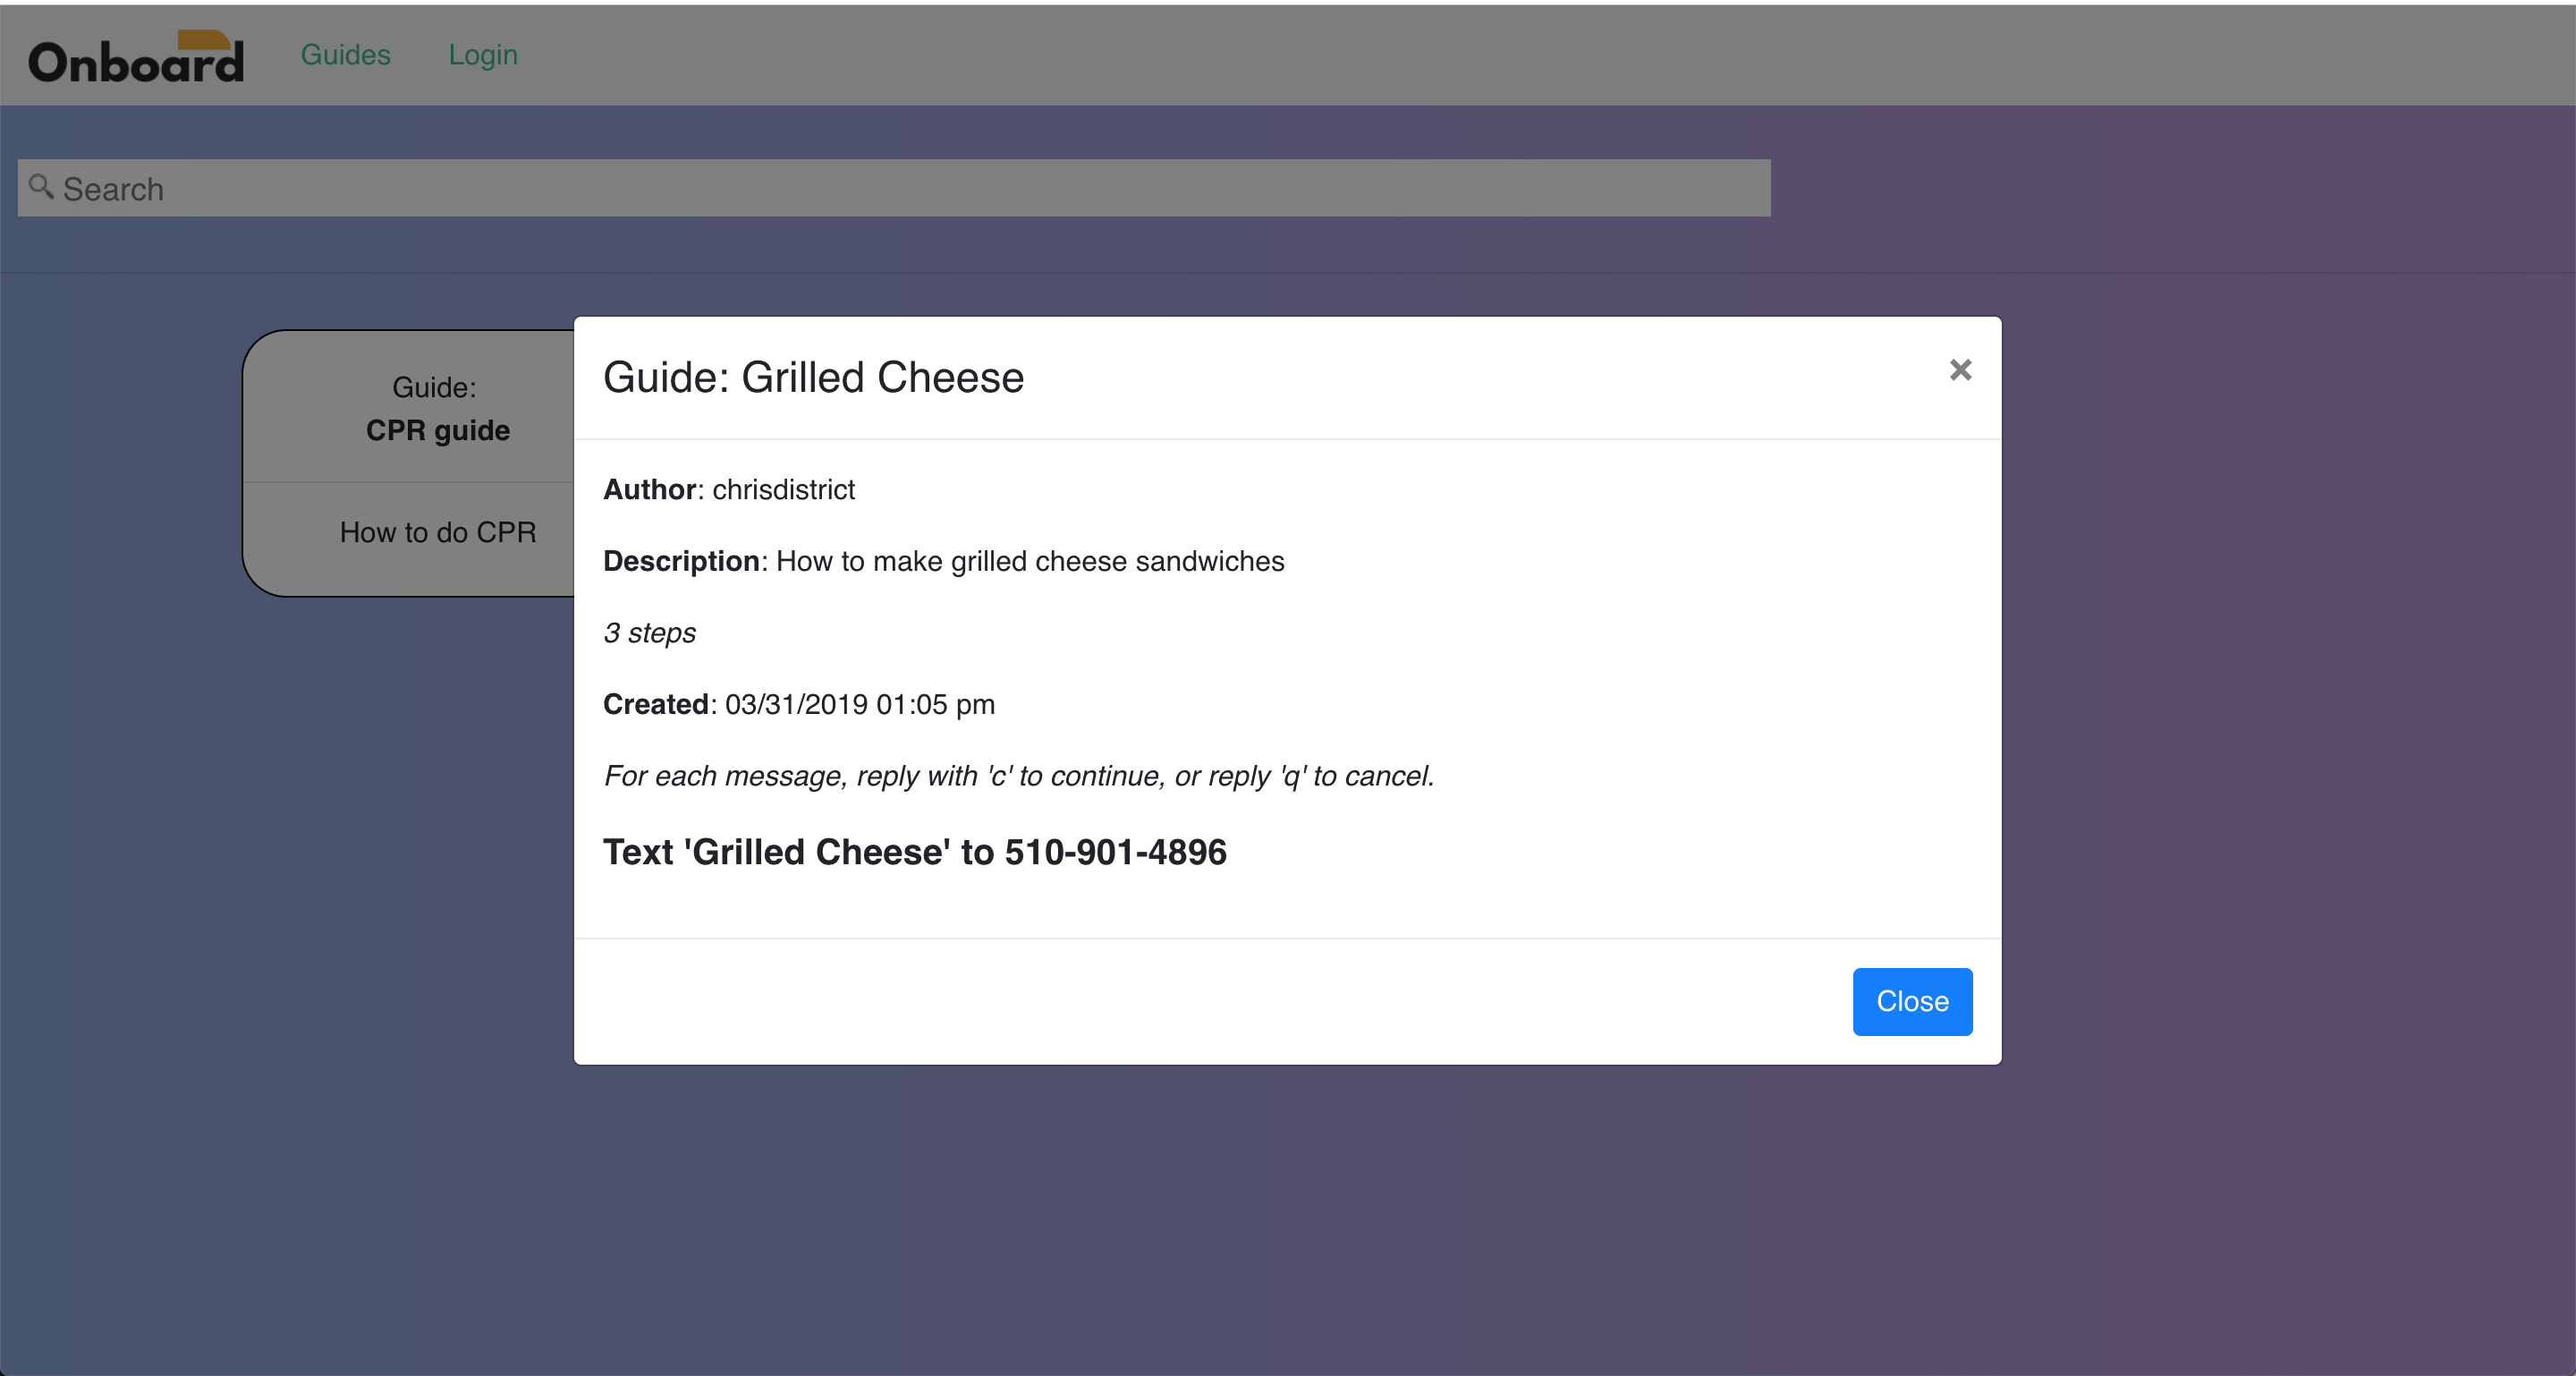 Onboard Guides Login
Search
Guide:
CPR guide
How to do CPR
Guide: Grilled Cheese
×
Author: chrisdistrict
Description: How to make grilled cheese sandwiches
3 steps
Created: 03/31/2019 01:05 pm
For each message, reply with 'c' to continue, or reply 'q' to cancel.
Text 'Grilled Cheese' to 510-901-4896
Close